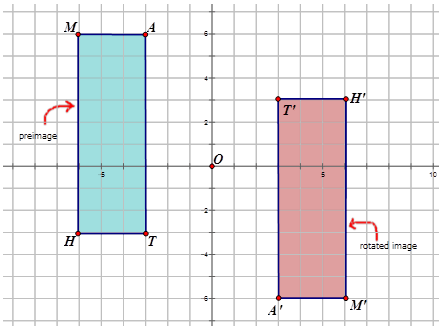 M A
6
4
T' H'
preimage
2
O
-5 5 10
-2
H T
rotated image
-4
-6
A' M'